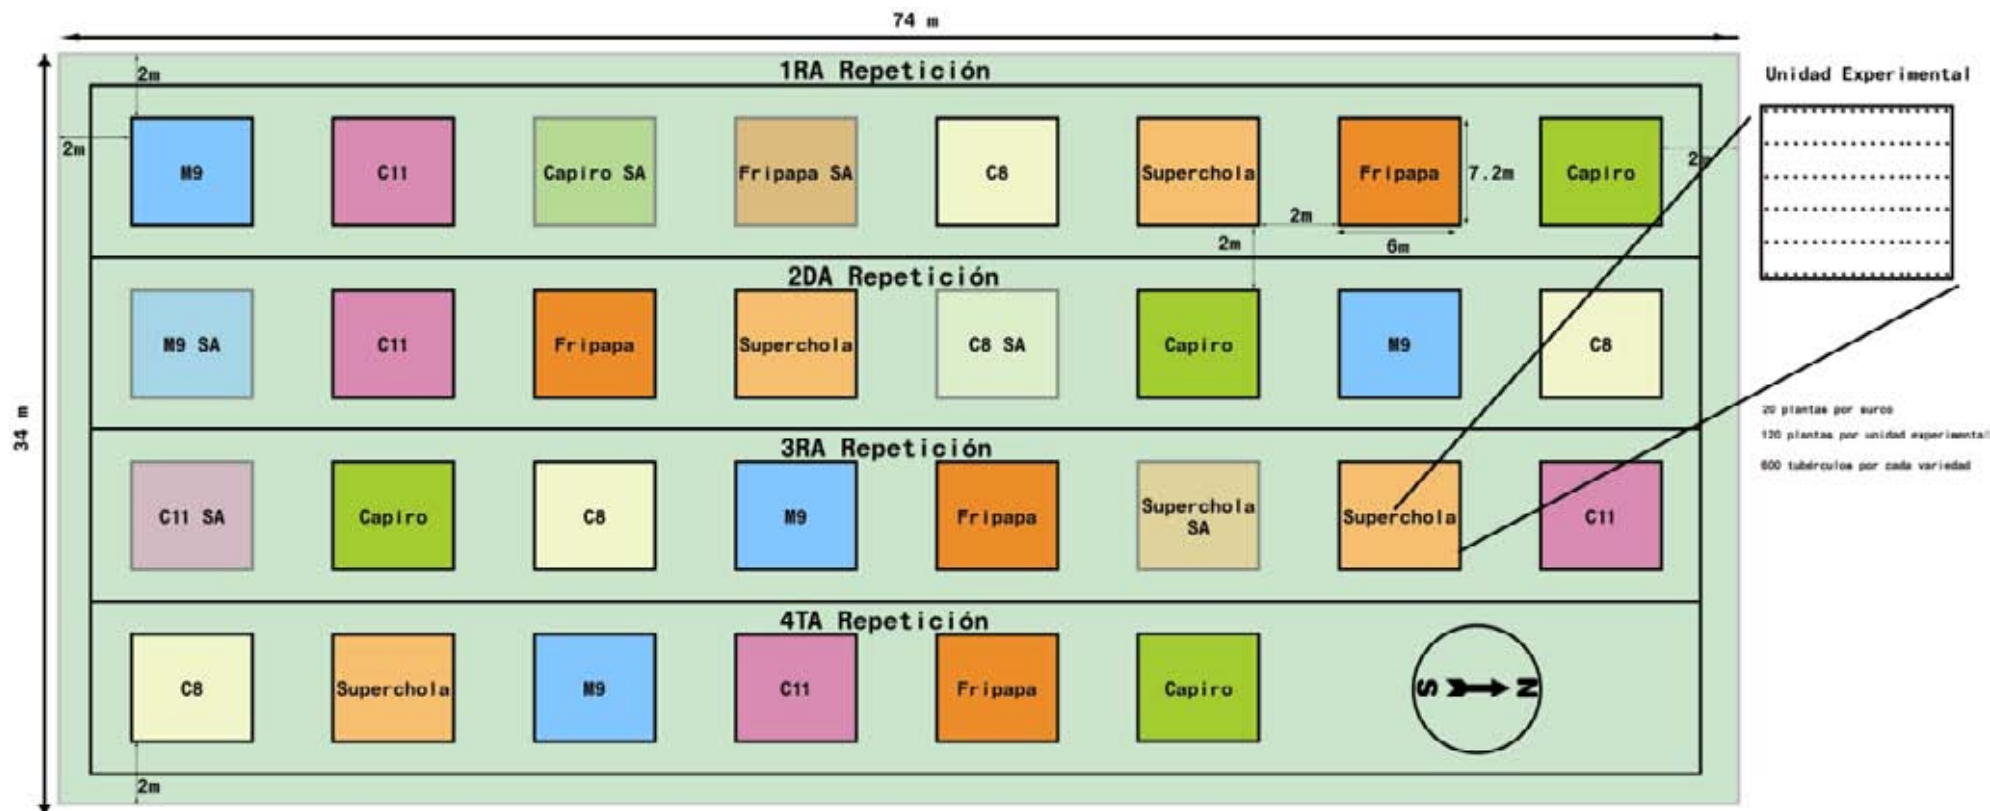 74 m
34 m
1RA Repetición
2m
2m
M9
C11
Capiro SA
Fripapa SA
C8
Superchola
Fripapa
Capiro
7.2m
2m
2m
6m
2m
2DA Repetición
M9 SA
C11
Fripapa
Superchola
C8 SA
Capiro
M9
C8
3RA Repetición
C11 SA
Capiro
C8
M9
Fripapa
Superchola
SA
Superchola
C11
4TA Repetición
C8
Superchola
M9
C11
Fripapa
Capiro
S N
2m
Unidad Experimental
20 plantas por surco
120 plantas por unidad experimental
600 tubérculos por cada variedad